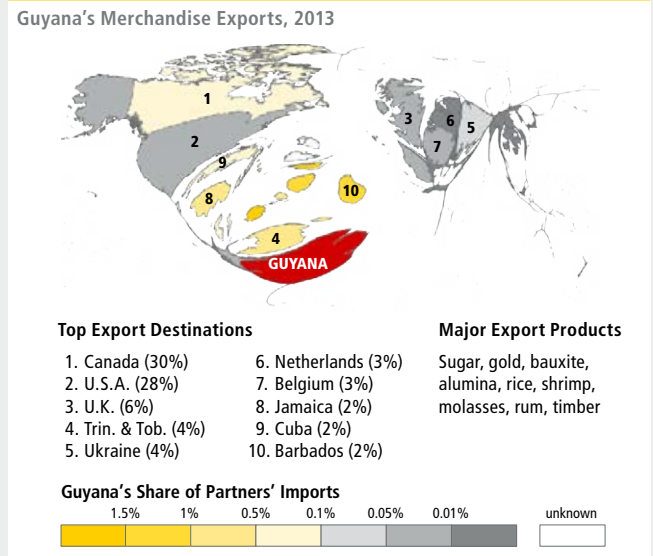 Guyana's Merchandise Exports, 2013
1
2
3
6
5
7
9
8
10
4
GUYANA
Top Export Destinations
1. Canada (30%)
2. U.S.A. (28%)
3. U.K. (6%)
4. Trin. & Tob. (4%)
5. Ukraine (4%)
6. Netherlands (3%)
7. Belgium (3%)
8. Jamaica (2%)
9. Cuba (2%)
10. Barbados (2%)
Major Export Products
Sugar, gold, bauxite,
alumina, rice, shrimp,
molasses, rum, timber
Guyana's Share of Partners' Imports
1.5% 1% 0.5% 0.1% 0.05% 0.01% unknown